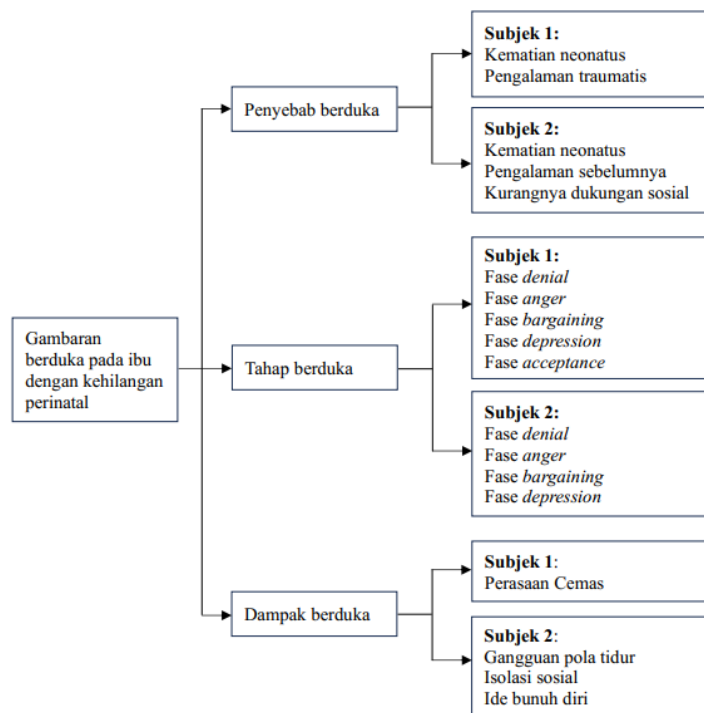 Gambaran
berduka pada ibu
dengan kehilangan
perinatal
Penyebab berduka
Subjek 1:
Kematian neonatus
Pengalaman traumatis
Subjek 2:
Kematian neonatus
Pengalaman sebelumnya
Kurangnya dukungan sosial
Tahap berduka
Subjek 1:
Fase denial
Fase anger
Fase bargaining
Fase depression
Fase acceptance
Subjek 2:
Fase denial
Fase anger
Fase bargaining
Fase depression
Dampak berduka
Subjek 1:
Perasaan Cemas
Subjek 2:
Gangguan pola tidur
Isolasi sosial
Ide bunuh diri